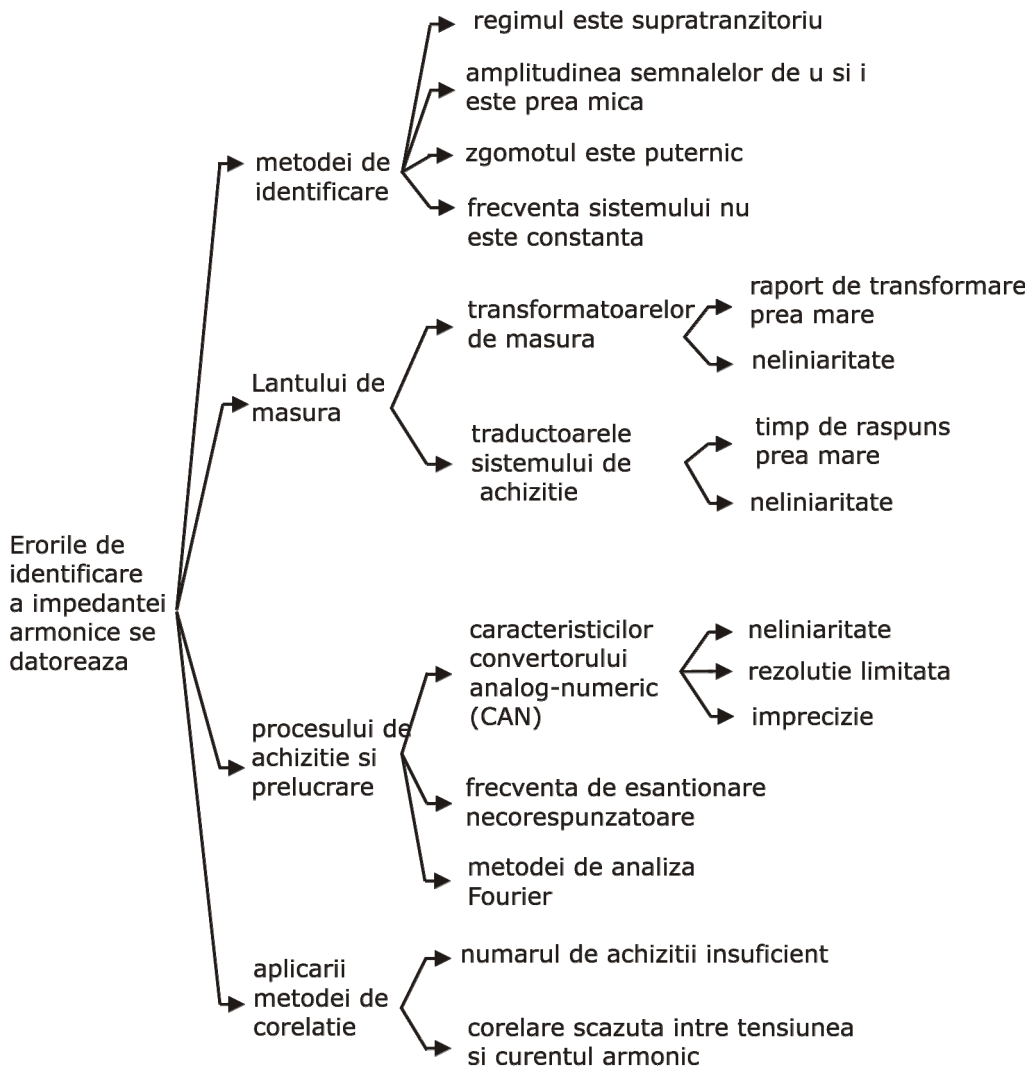 Erorile de
identificare
a impedantei
armonice se
datoreaza
metodei de
identificare
regimul este supratranzitoriu
amplitudinea semnalelor de u si i
este prea mica
zgomotul este puternic
frecventa sistemului nu
este constanta
Lantului de
masura
transformatoarelor
de masura
raport de transformare
prea mare
neliniaritate
traductoarele
sistemului de
achizitie
timp de raspuns
prea mare
neliniaritate
procesului de
achizitie si
prelucrare
caracteristicilor
convertorului
analog-numeric
(CAN)
neliniaritate
rezolutie limitata
imprecizie
frecventa de esantionare
necorespunzatoare
metodei de analiza
Fourier
aplicarii
metodei de
corelatie
numarul de achizitii insuficient
corelare scazuta intre tensiunea
si curentul armonic